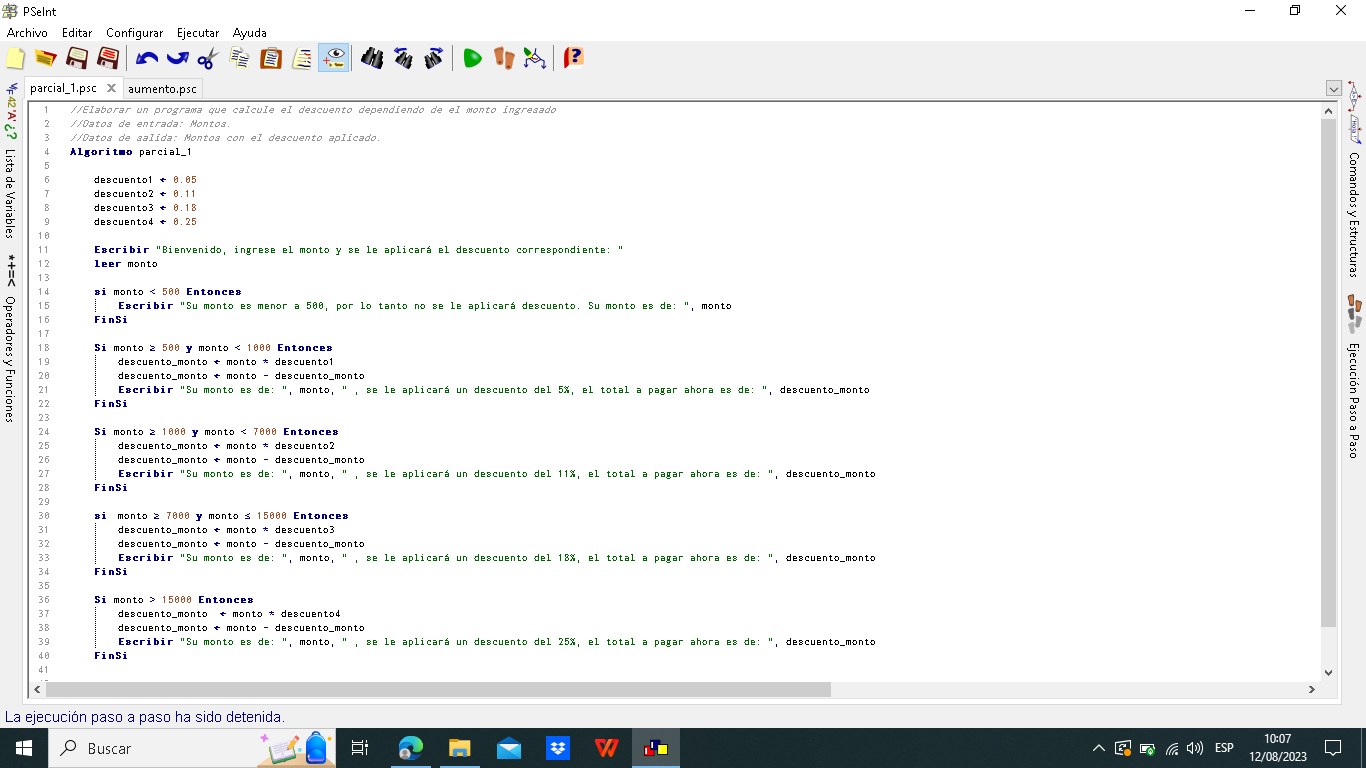 PSeInt
Archivo Editar Configurar Ejecutar Ayuda
parcial_1.psc aumento.psc
1 //Elaborar un programa que calcule el descuento dependiendo de el monto ingresado
2 //Datos de entrada: Montos.
3 //Datos de salida: Montos con el descuento aplicado.
4 Algoritmo parcial_1
5
6 descuento1 ← 0.05
7 descuento2 ← 0.11
8 descuento3 ← 0.18
9 descuento4 ← 0.25
10
11 Escribir "Bienvenido, ingrese el monto y se le aplicará el descuento correspondiente: "
12 leer monto
13
14 si monto < 500 Entonces
15 Escribir "Su monto es menor a 500, por lo tanto no se le aplicará descuento. Su monto es de: ", monto
16 FinSi
17
18 Si monto ≥ 500 y monto < 1000 Entonces
19 descuento_monto ← monto * descuento1
20 descuento_monto ← monto - descuento_monto
21 Escribir "Su monto es de: ", monto, " , se le aplicará un descuento del 5%, el total a pagar ahora es de: ", descuento_monto
22 FinSi
23
24 Si monto ≥ 1000 y monto < 7000 Entonces
25 descuento_monto ← monto * descuento2
26 descuento_monto ← monto - descuento_monto
27 Escribir "Su monto es de: ", monto, " , se le aplicará un descuento del 11%, el total a pagar ahora es de: ", descuento_monto
28 FinSi
29
30 si monto ≥ 7000 y monto ≤ 15000 Entonces
31 descuento_monto ← monto * descuento3
32 descuento_monto ← monto - descuento_monto
33 Escribir "Su monto es de: ", monto, " , se le aplicará un descuento del 18%, el total a pagar ahora es de: ", descuento_monto
34 FinSi
35
36 Si monto > 15000 Entonces
37 descuento_monto ← monto * descuento4
38 descuento_monto ← monto - descuento_monto
39 Escribir "Su monto es de: ", monto, " , se le aplicará un descuento del 25%, el total a pagar ahora es de: ", descuento_monto
40 FinSi
41
Lista de Variables
*+=< Operadores y Funciones
Comandos y Estructuras
Ejecución Paso a Paso
La ejecución paso a paso ha sido detenida.
Buscar
ESP
10:07
12/08/2023